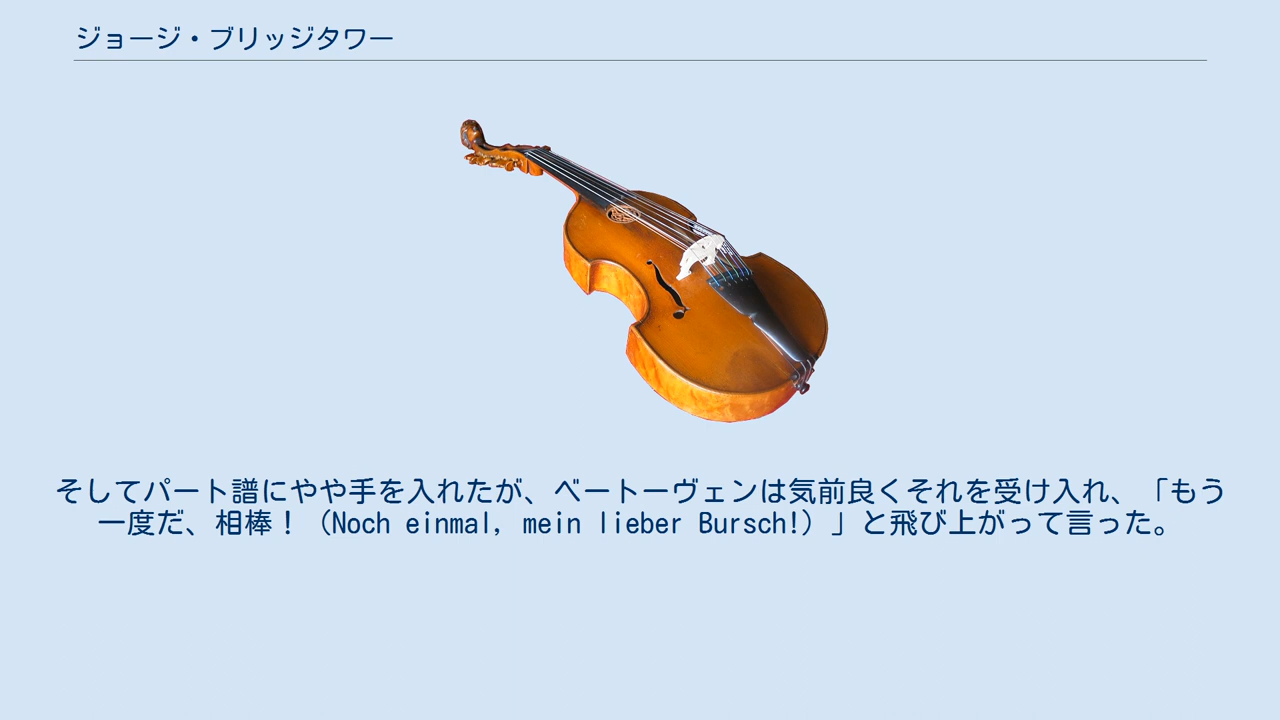 ジョージ・ブリッジタワー
そしてパート譜にやや手を入れたが、ベートーヴェンは気前良くそれを受け入れ、「もう
一度だ、相棒！（Noch einmal, mein lieber Bursch!）」と飛び上がって言った。